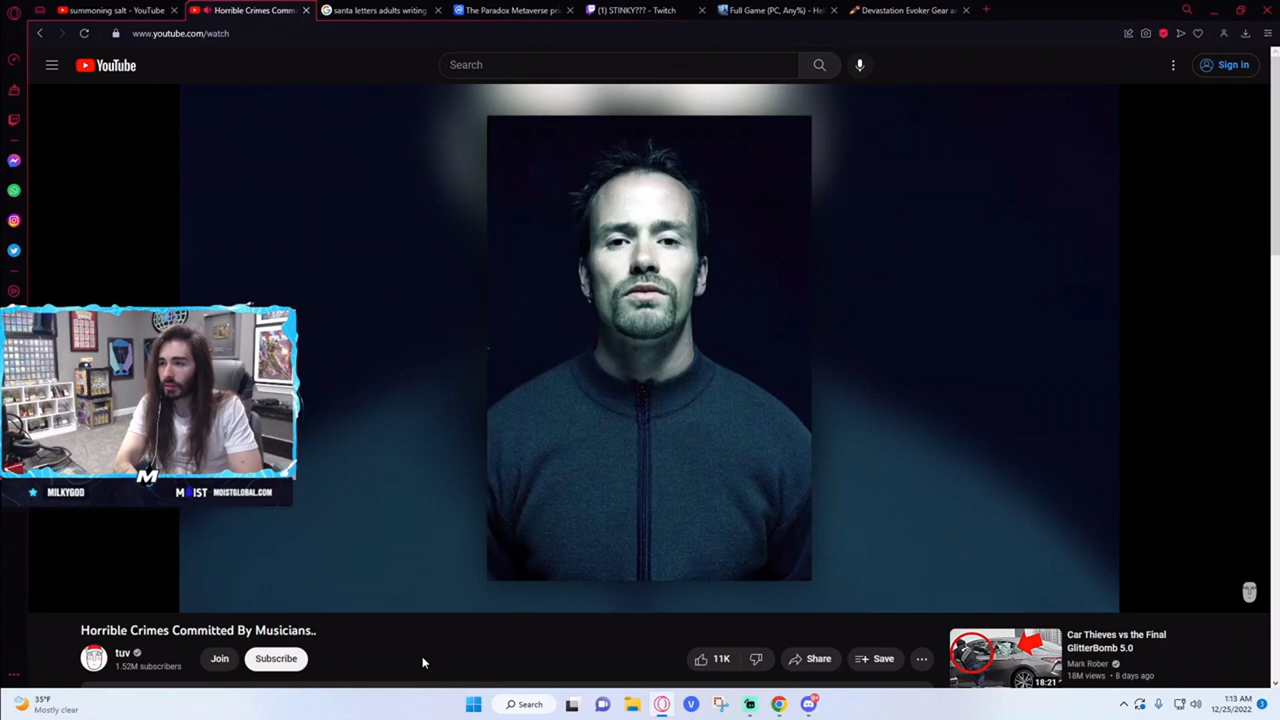 summoning salt - YouTube
Horrible Crimes Comm
santa letters adults writing
The Paradox Metaverse pri
(1) STINKY!?! - Twitch
Full Game (PC, Any%) - Hel
Devastation Evoker Gear an
www.youtube.com/watch
YouTube
Search
Sign in
M
MILKYGOD
MOIST
MOISTGLOBAL.COM
Horrible Crimes Committed By Musicians..
tuv
1.52M subscribers
Join
Subscribe
11K
Share
Save
Car Thieves vs the Final
GlitterBomb 5.0
Mark Rober
18M views • 8 days ago
18:21
35°F
Mostly clear
Search
1:13 AM
12/25/2022